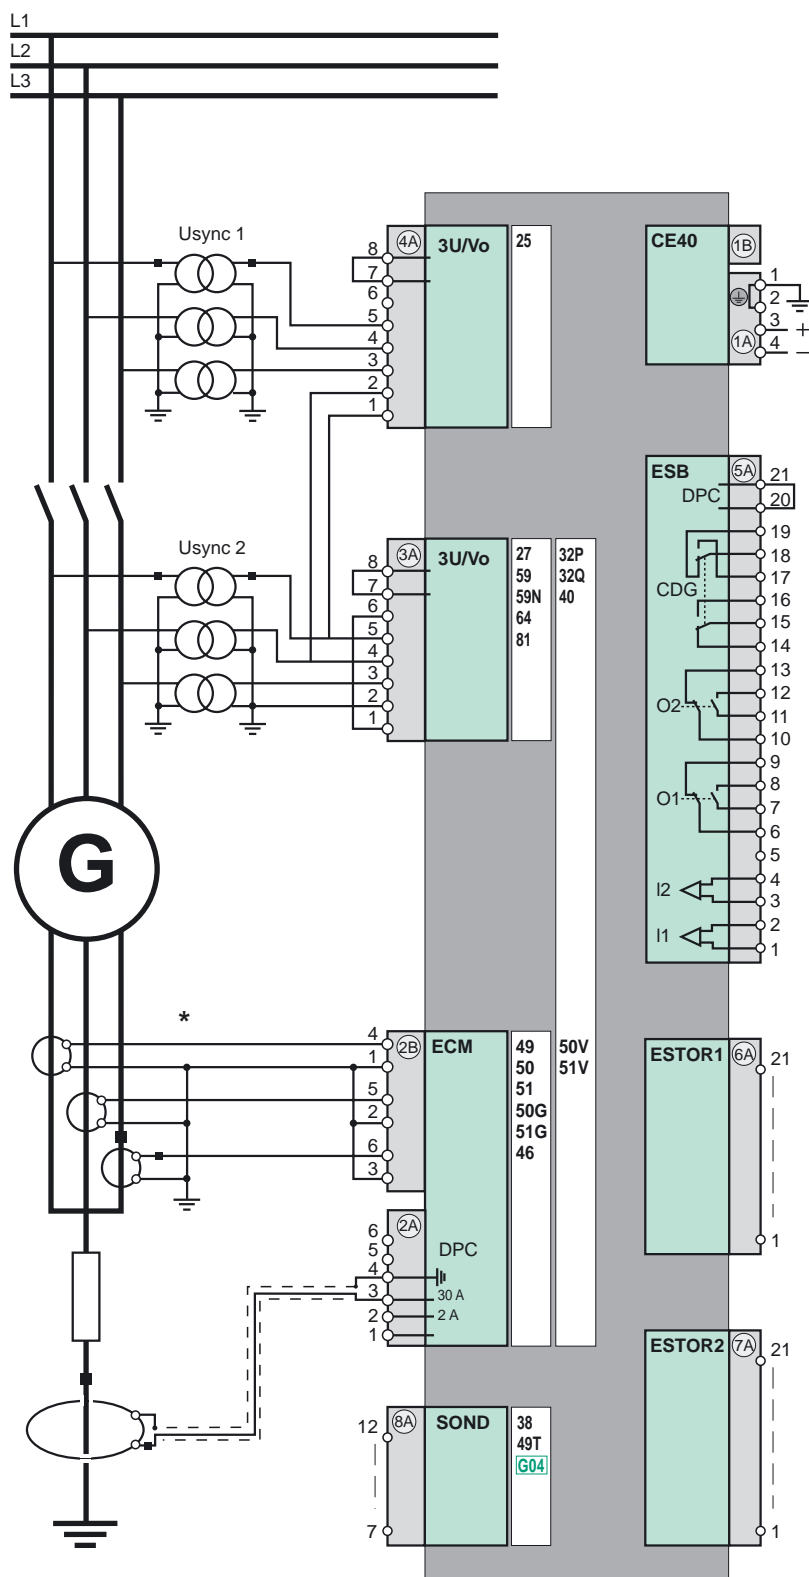 L1
L2
L3
Usync 1
8
7
6
5
4
3
2
1
4A
3U/Vo
25
CE40
1B
1
2
3
4
+
–
1A
Usync 2
8
7
6
5
4
3
2
1
3A
3U/Vo
27
59
59N
64
81
32P
32Q
40
ESB
5A
DPC
CDG
O2
O1
I2
I1
21
20
19
18
17
16
15
14
13
12
11
10
9
8
7
6
5
4
3
2
1
G
*
4
1
5
2
6
3
2B
ECM
49
50
51
50G
51G
46
50V
51V
6
5
4
3
2
1
2A
DPC
30 A
2 A
ESTOR1
6A
21
1
ESTOR2
7A
21
1
12
7
8A
SOND
38
49T
G04